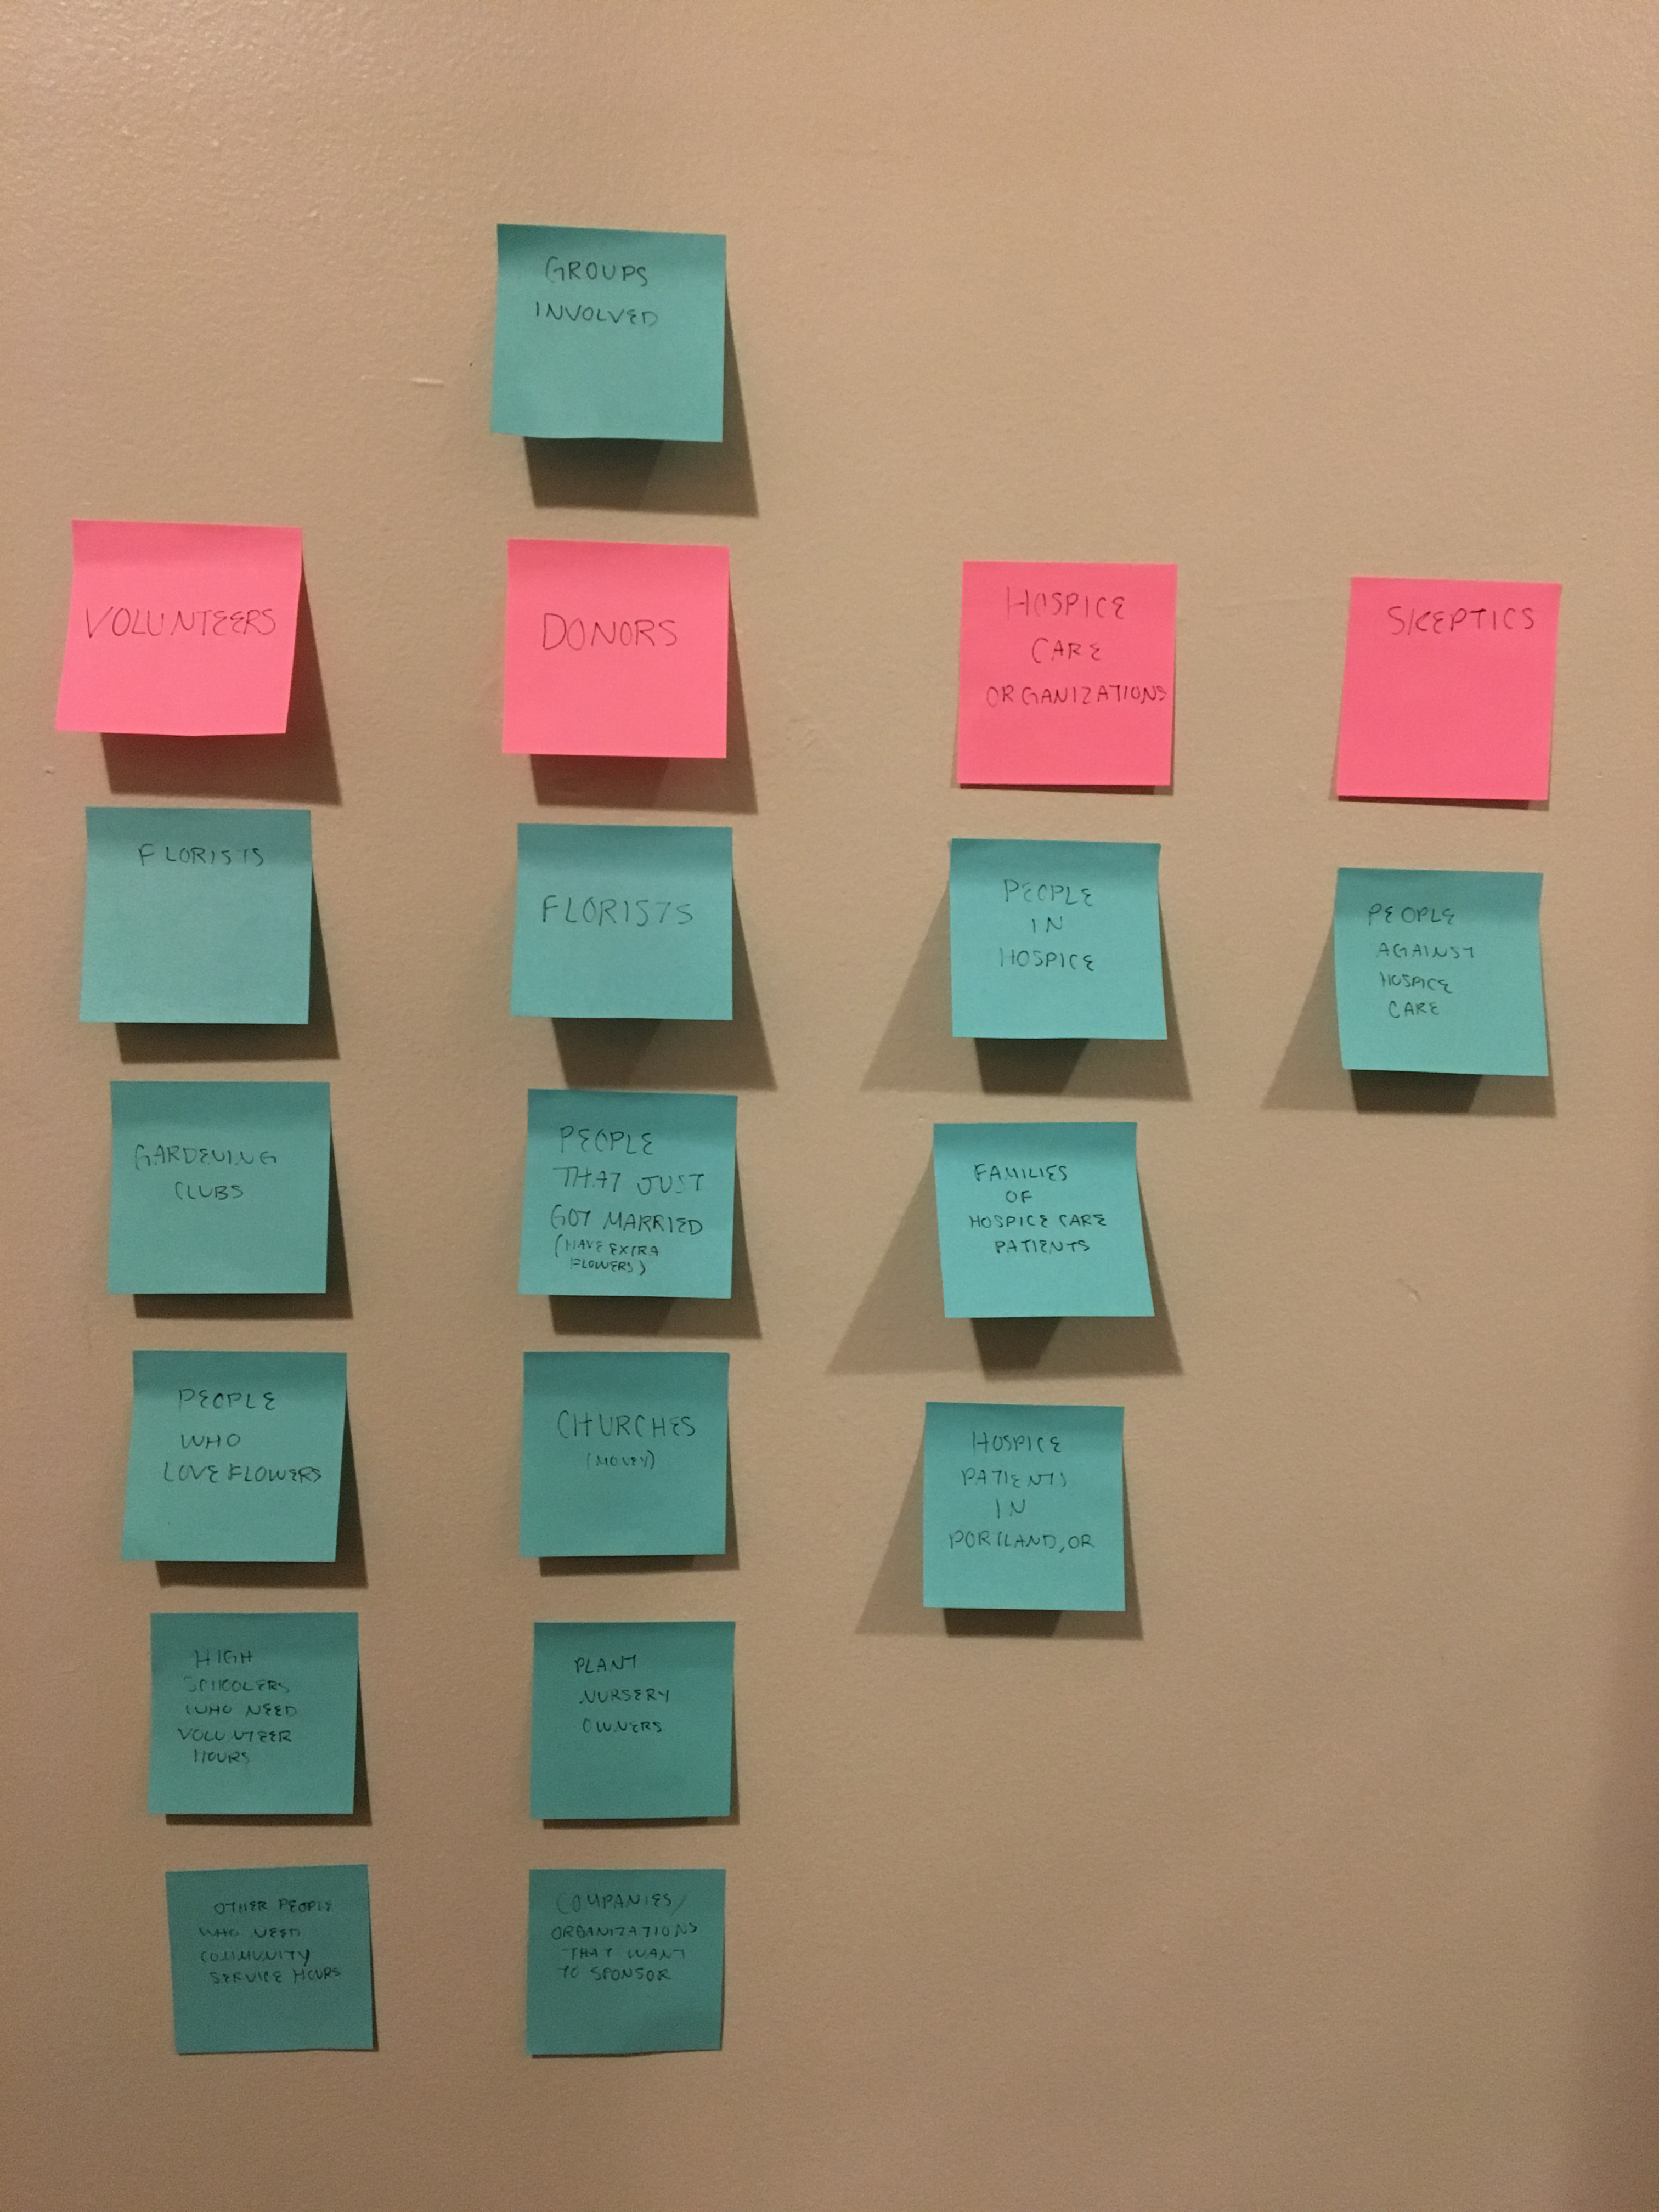 GROUPS
INVOLVED
VOLUNTEERS
DONORS
HOSPICE
CARE
ORGANIZATIONS
SKEPTICS
FLORISTS
GARDENING
CLUBS
PEOPLE
WHO
LOVE FLOWERS
HIGH
SCHOOLERS
WHO NEED
VOLUNTEER
HOURS
OTHER PEOPLE
WHO NEED
COMMUNITY
SERVICE HOURS
FLORISTS
PEOPLE
THAT JUST
GOT MARRIED
(HAVE EXTRA
FLOWERS)
CHURCHES
(MONEY)
PLANT
NURSERY
OWNERS
COMPANIES/
ORGANIZATIONS
THAT WANT
TO SPONSOR
PEOPLE
IN
HOSPICE
FAMILIES
OF
HOSPICE CARE
PATIENTS
HOSPICE
PATIENTS
IN
PORTLAND, OR
PEOPLE
AGAINST
HOSPICE
CARE